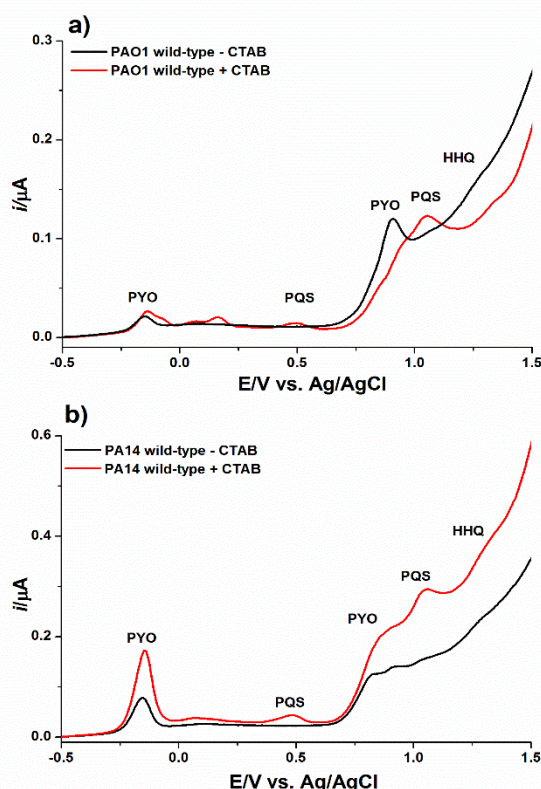 a)
PAO1 wild-type - CTAB
PAO1 wild-type + CTAB
0.3
0.2
0.1
0.0
i/µA
PYO
PQS
PYO
PQS
HHQ
-0.5
0.0
0.5
1.0
1.5
E/V vs. Ag/AgCl
b)
PA14 wild-type - CTAB
PA14 wild-type + CTAB
0.6
0.4
0.2
0.0
i/µA
PYO
PQS
PYO
PQS
HHQ
-0.5
0.0
0.5
1.0
1.5
E/V vs. Ag/AgCl